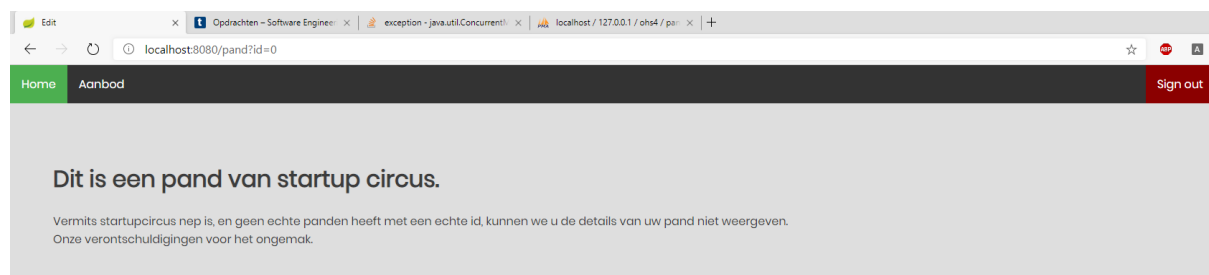 Edit
Opdrachten – Software Engineer
exception - java.util.Concurrent
localhost / 127.0.0.1 / ohs4 / pan
localhost:8080/pand?id=0
ABP
A
Home Aanbod Sign out
Dit is een pand van startup circus.
Vermits startupcircus nep is, en geen echte panden heeft met een echte id, kunnen we u de details van uw pand niet weergeven.
Onze verontschuldigingen voor het ongemak.